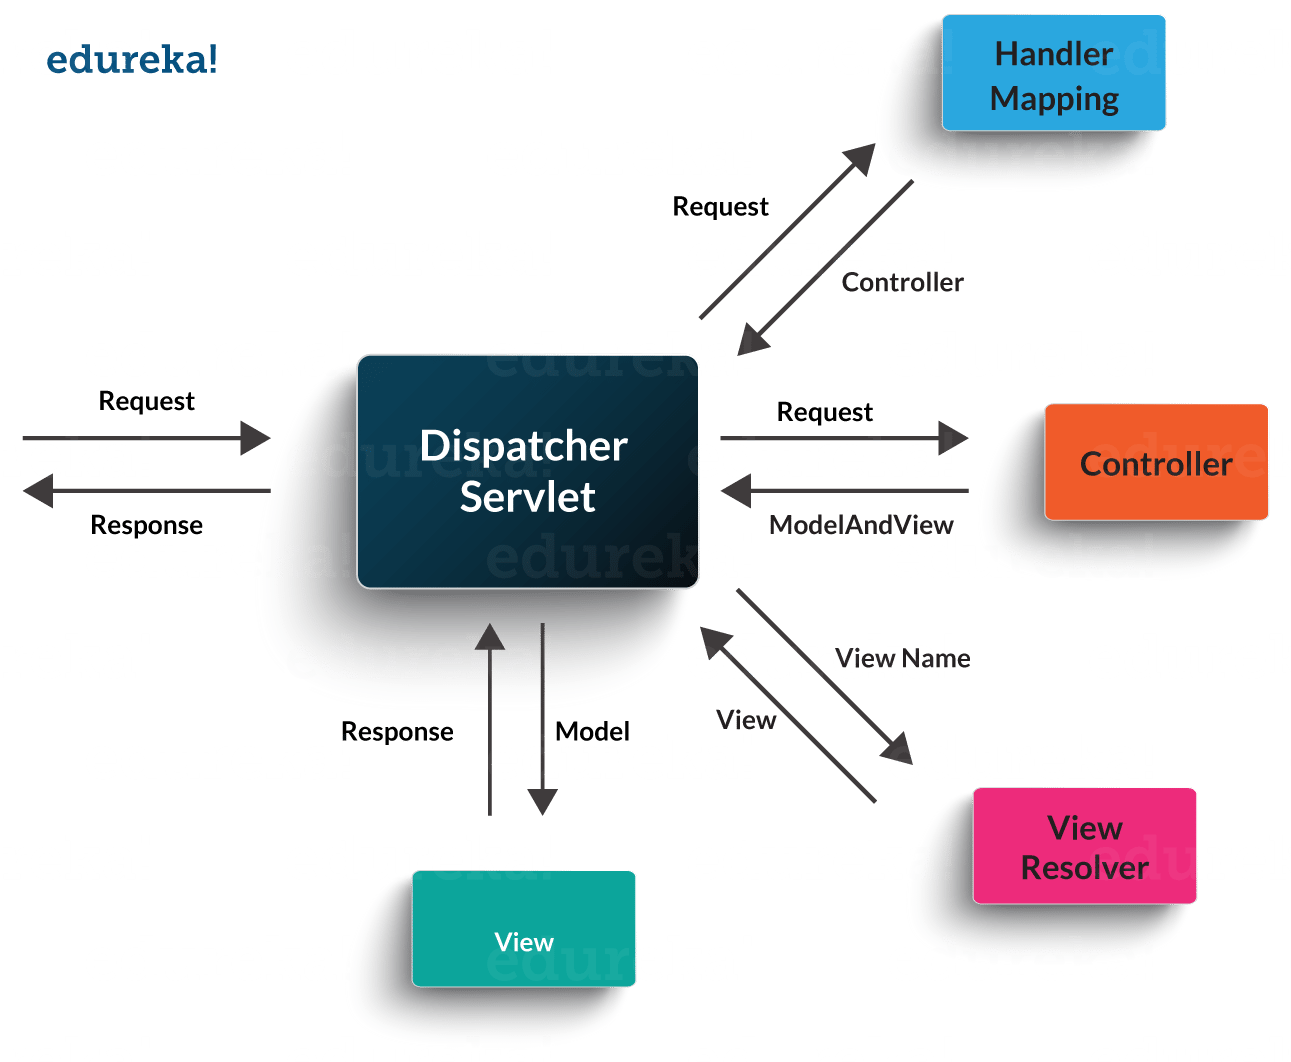 edureka!
Handler
Mapping
Request
Controller
Request
Response
Dispatcher
Servlet
Request
ModelAndView
Controller
View Name
View
Response
Model
View
Resolver
View